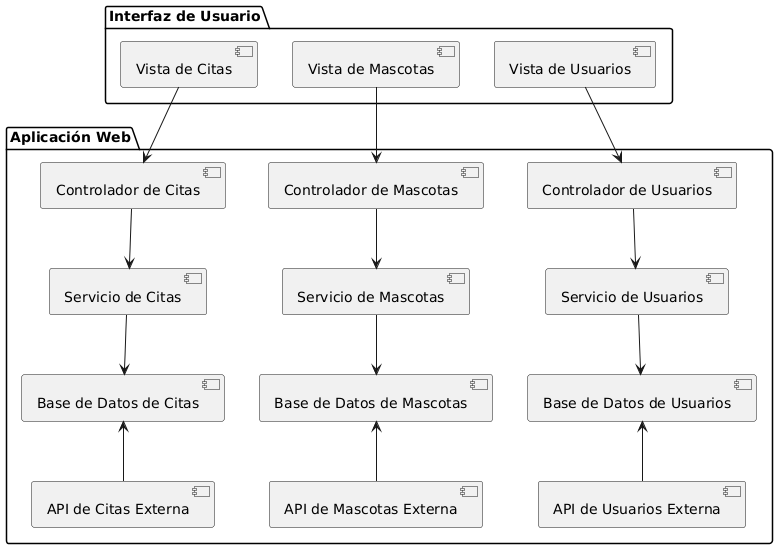 Interfaz de Usuario
Vista de Citas
Vista de Mascotas
Vista de Usuarios
Aplicación Web
Controlador de Citas
Controlador de Mascotas
Controlador de Usuarios
Servicio de Citas
Servicio de Mascotas
Servicio de Usuarios
Base de Datos de Citas
Base de Datos de Mascotas
Base de Datos de Usuarios
API de Citas Externa
API de Mascotas Externa
API de Usuarios Externa